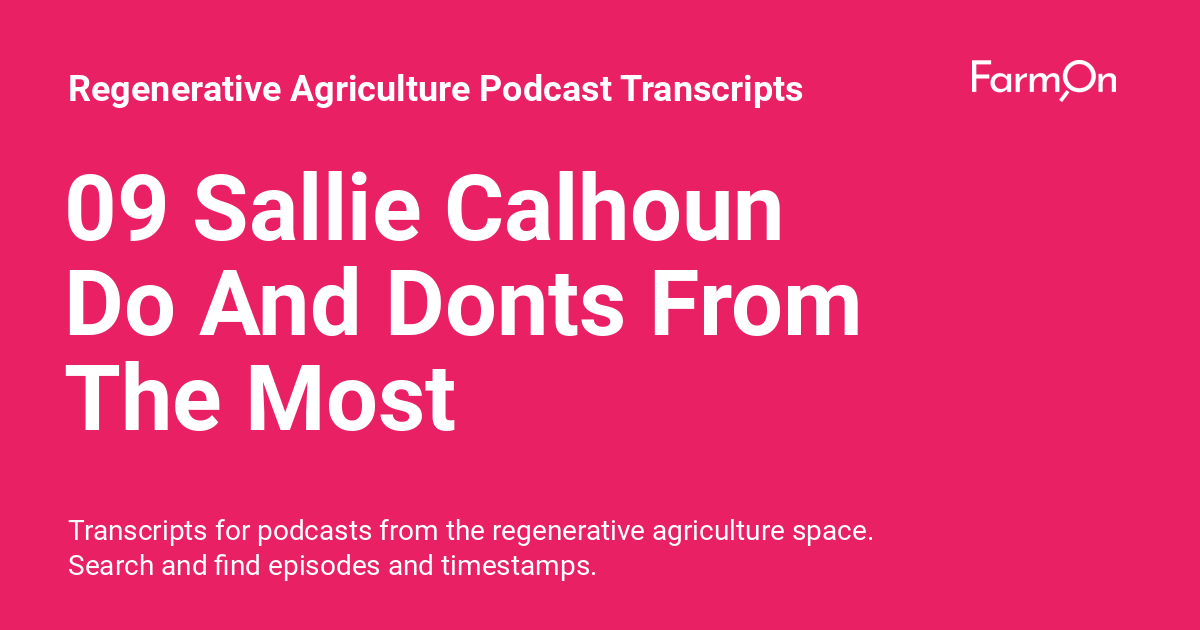 Regenerative Agriculture Podcast Transcripts
FarmOn
09 Sallie Calhoun
Do And Donts From
The Most
Transcripts for podcasts from the regenerative agriculture space.
Search and find episodes and timestamps.